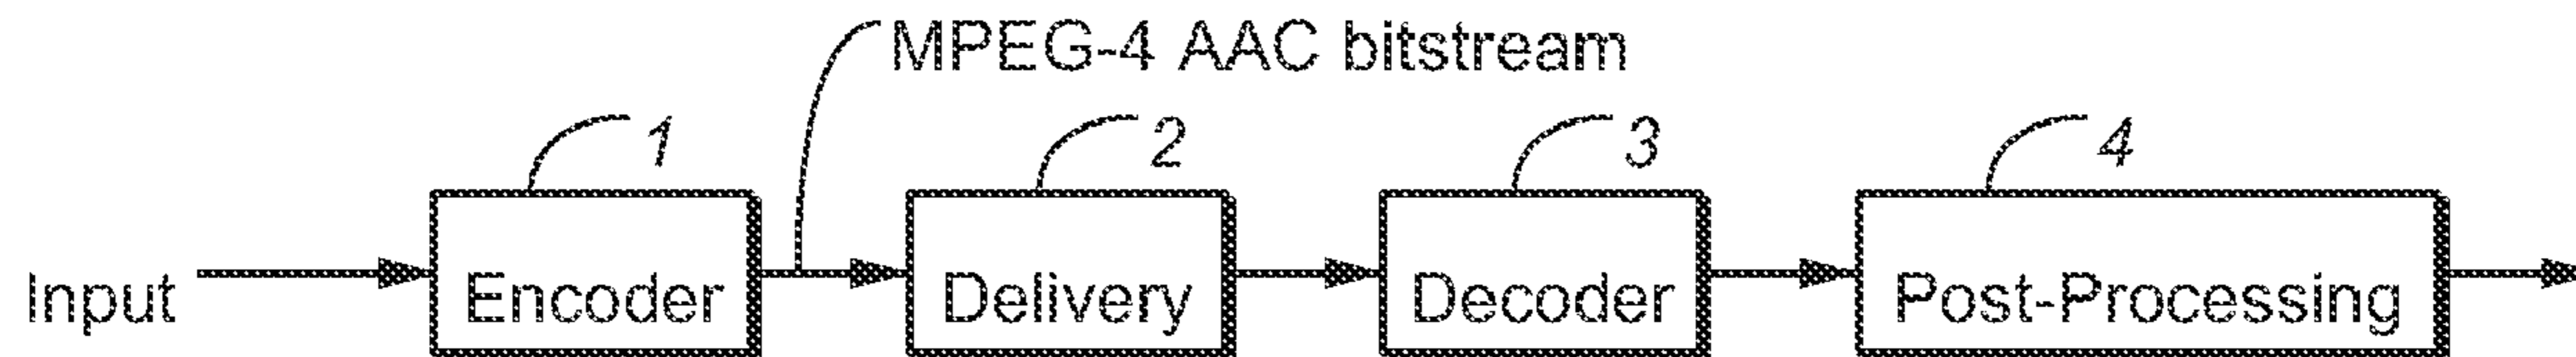 MPEG-4 AAC bitstream
1 2 3 4
Input Encoder Delivery Decoder Post-Processing